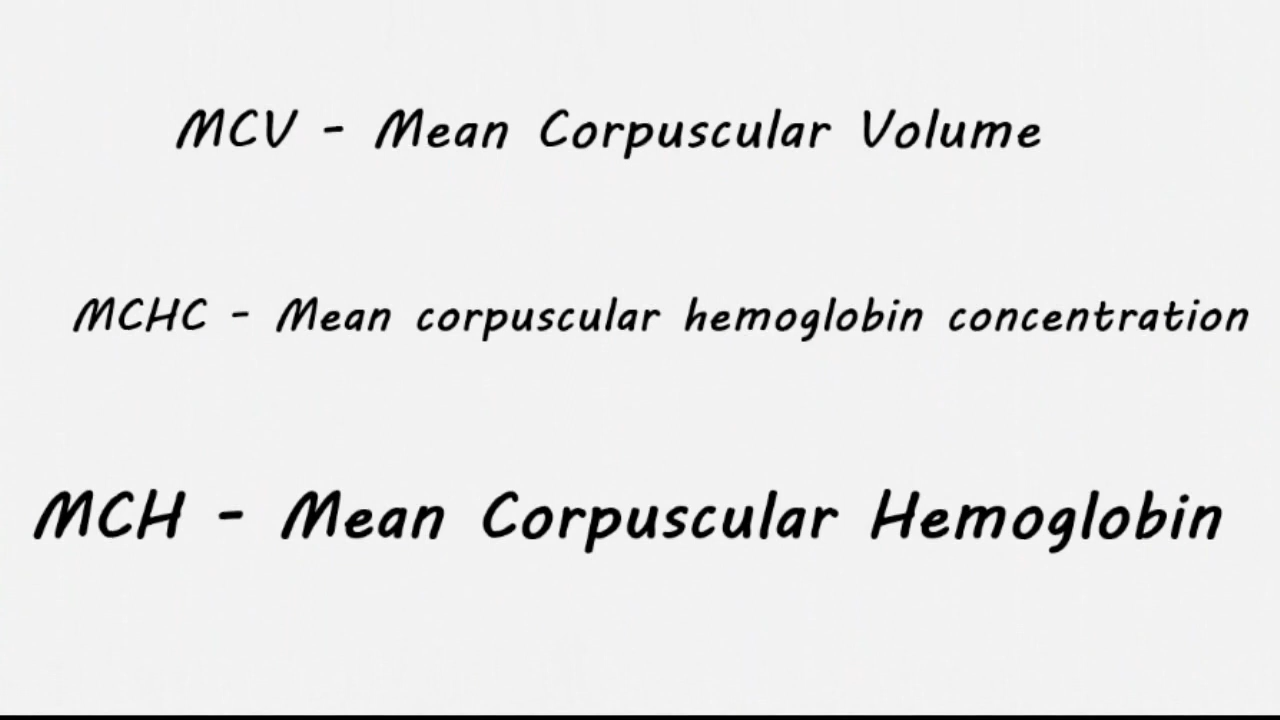 MCV - Mean Corpuscular Volume
MCHC - Mean corpuscular hemoglobin concentration
MCH - Mean Corpuscular Hemoglobin